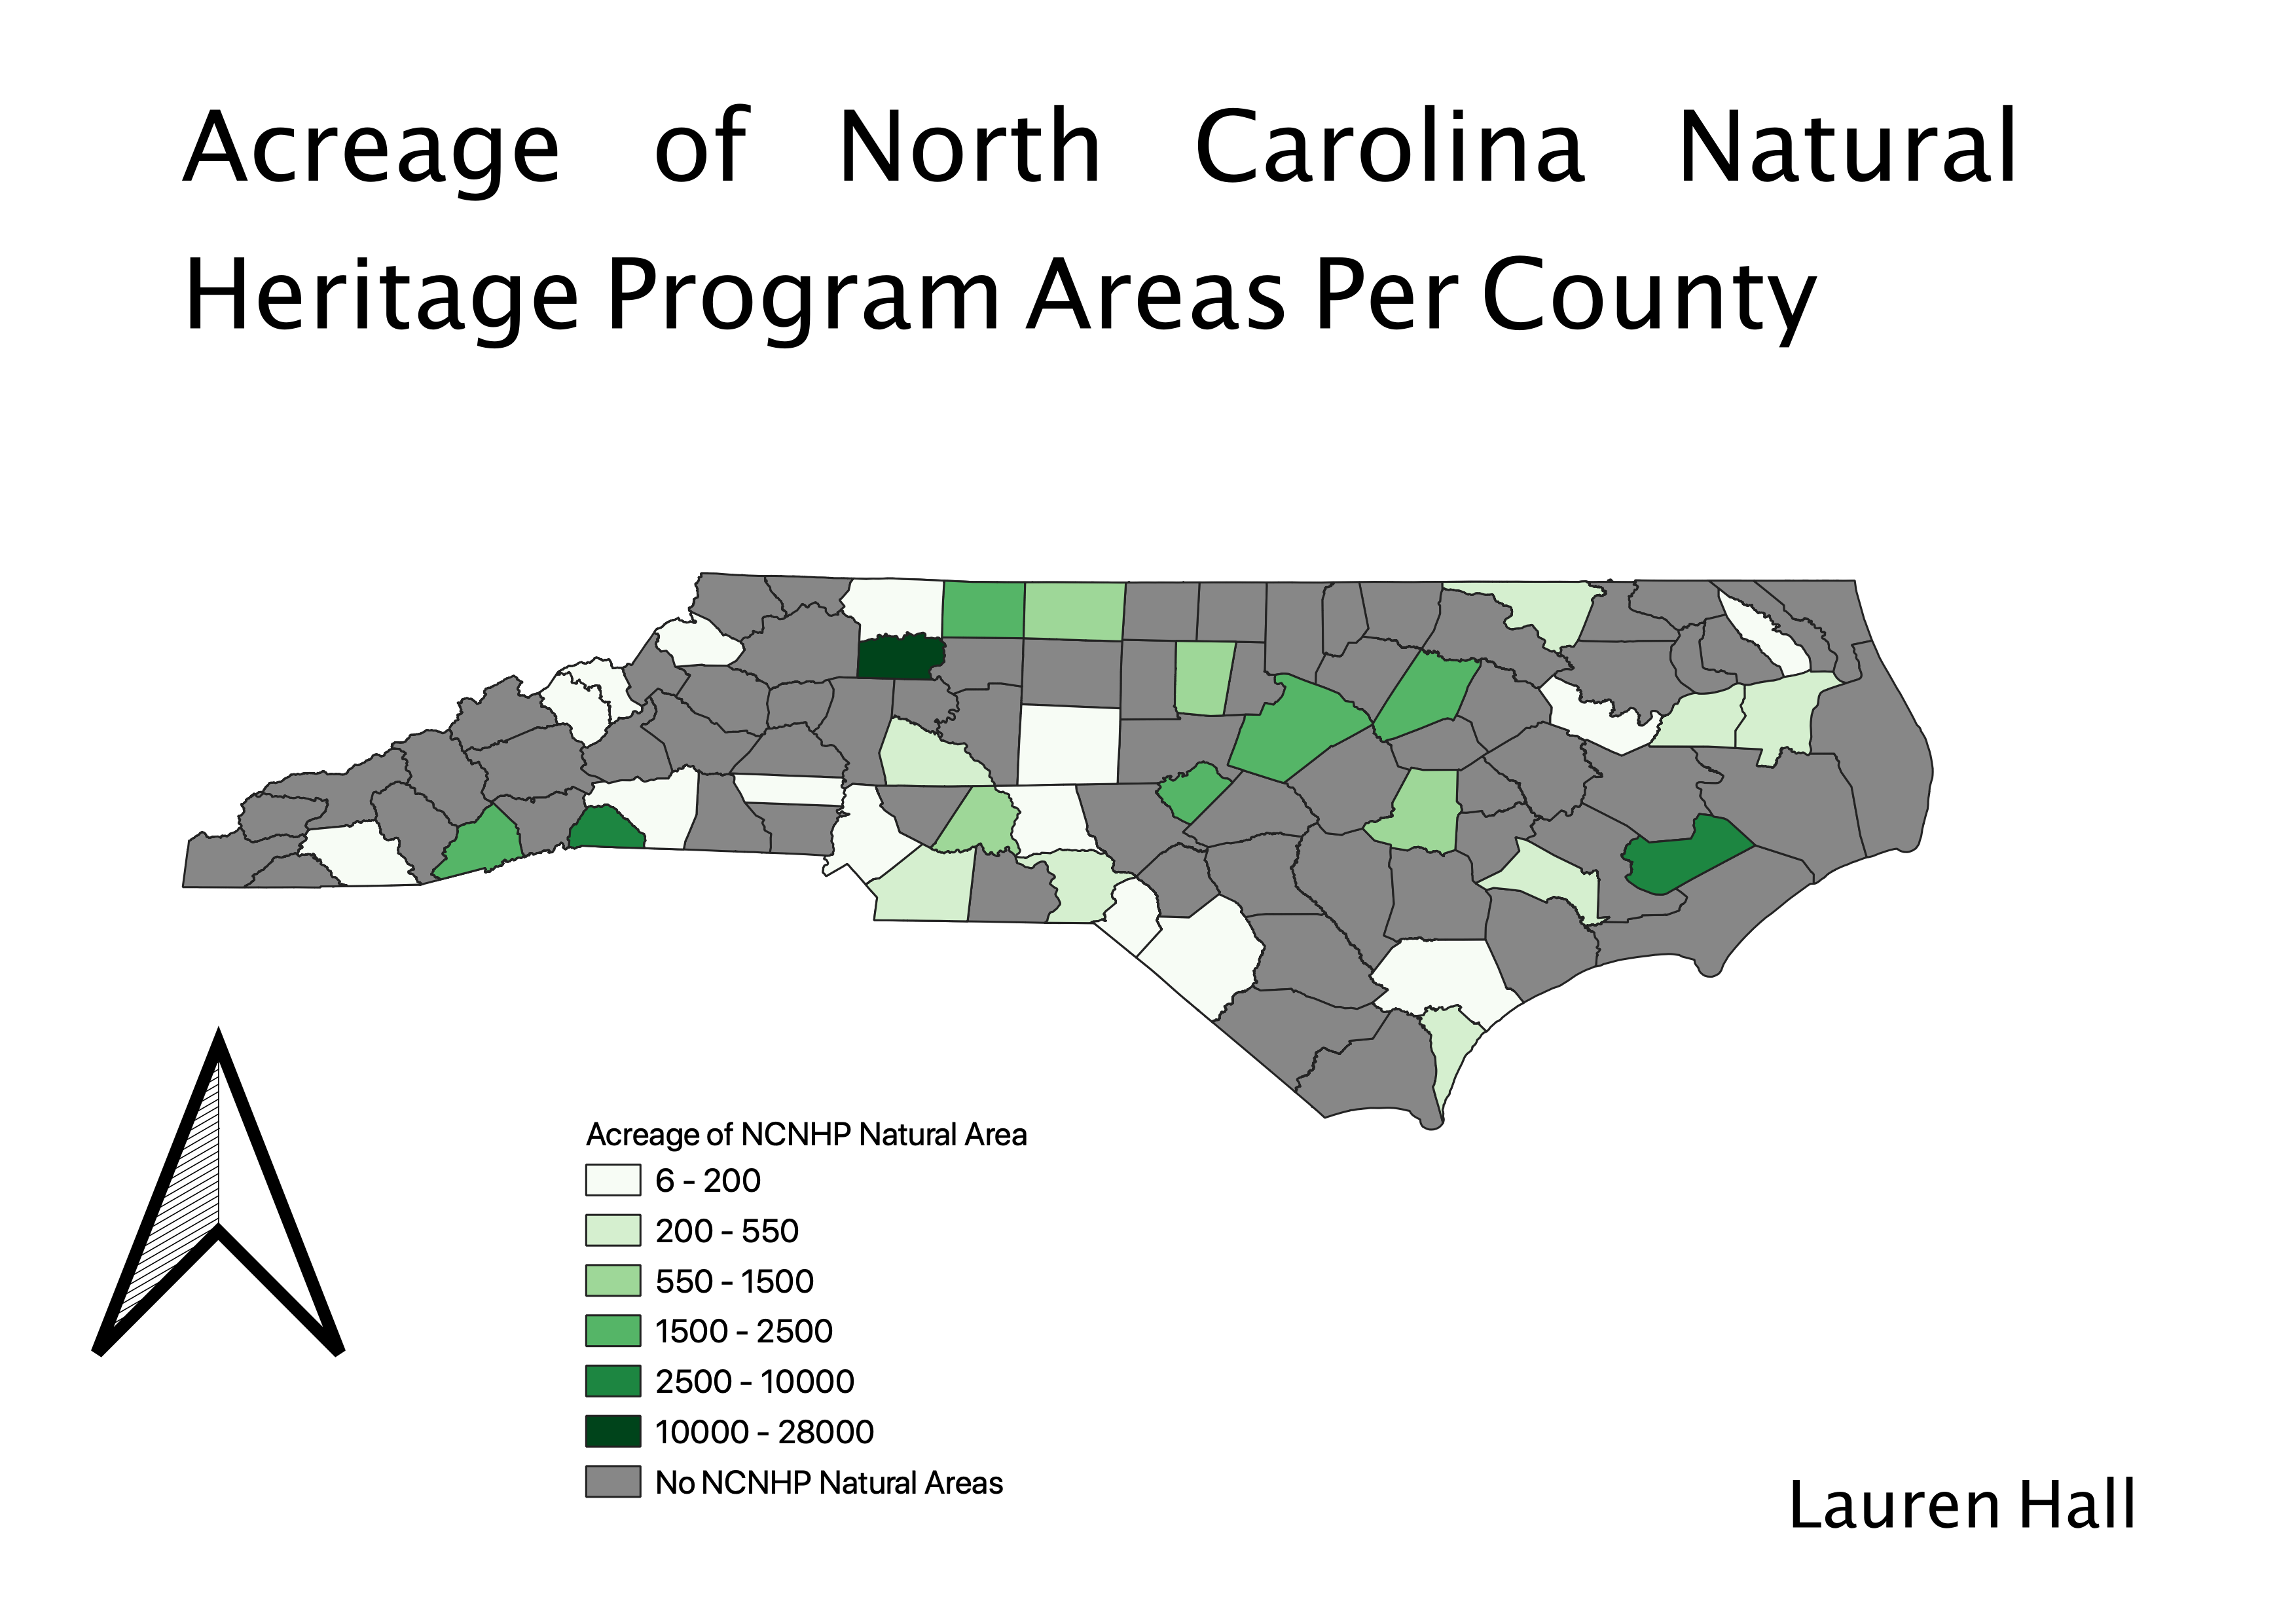 Acreage of North Carolina Natural
Heritage Program Areas Per County
Acreage of NCNHP Natural Area
6 - 200
200 - 550
550 - 1500
1500 - 2500
2500 - 10000
10000 - 28000
No NCNHP Natural Areas
Lauren Hall